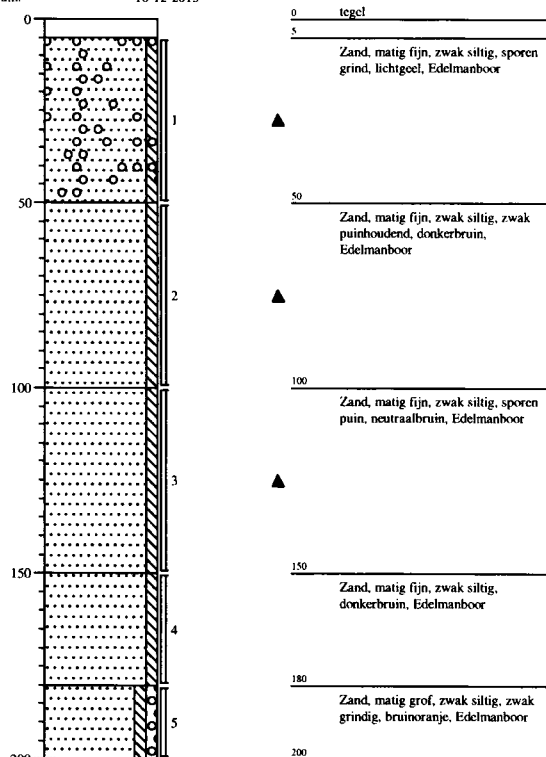 0
50
100
150
1
2
3
4
5
0 tegel
5
Zand, matig fijn, zwak siltig, sporen
grind, lichtgeel, Edelmanboor
50
Zand, matig fijn, zwak siltig, zwak
puinhoudend, donkerbruin,
Edelmanboor
100
Zand, matig fijn, zwak siltig, sporen
puin, neutraalbruin, Edelmanboor
150
Zand, matig fijn, zwak siltig,
donkerbruin, Edelmanboor
180
Zand, matig grof, zwak siltig, zwak
grindig, bruinoranje, Edelmanboor
200